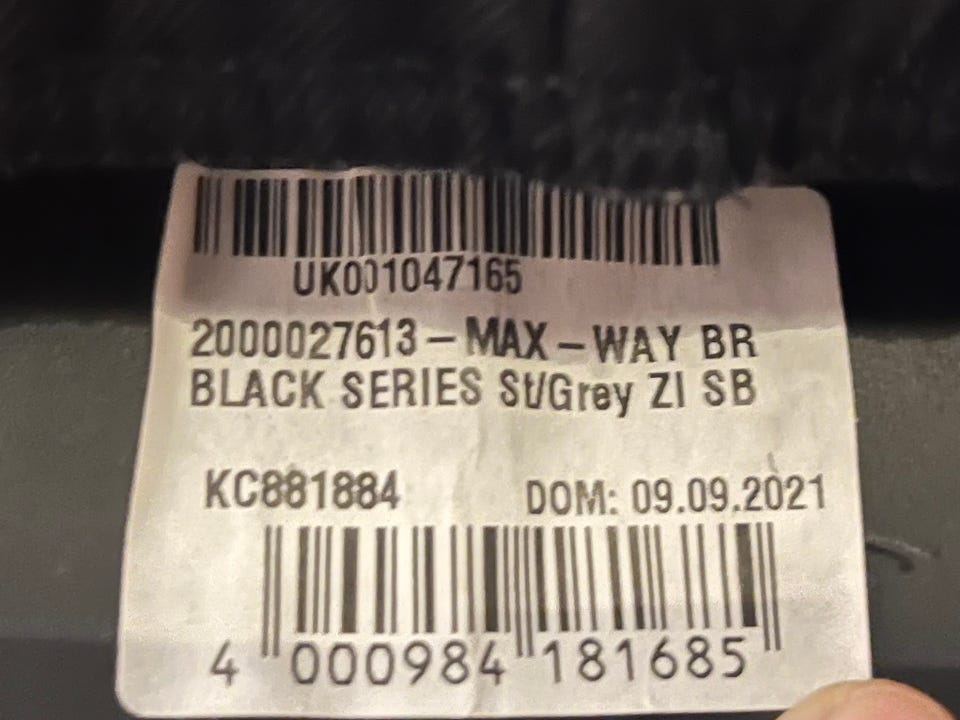 UK001047165
2000027613-MAX-WAY BR
BLACK SERIES St/Grey ZI SB
KC881884 DOM: 09.09.2021
4 000984 181685